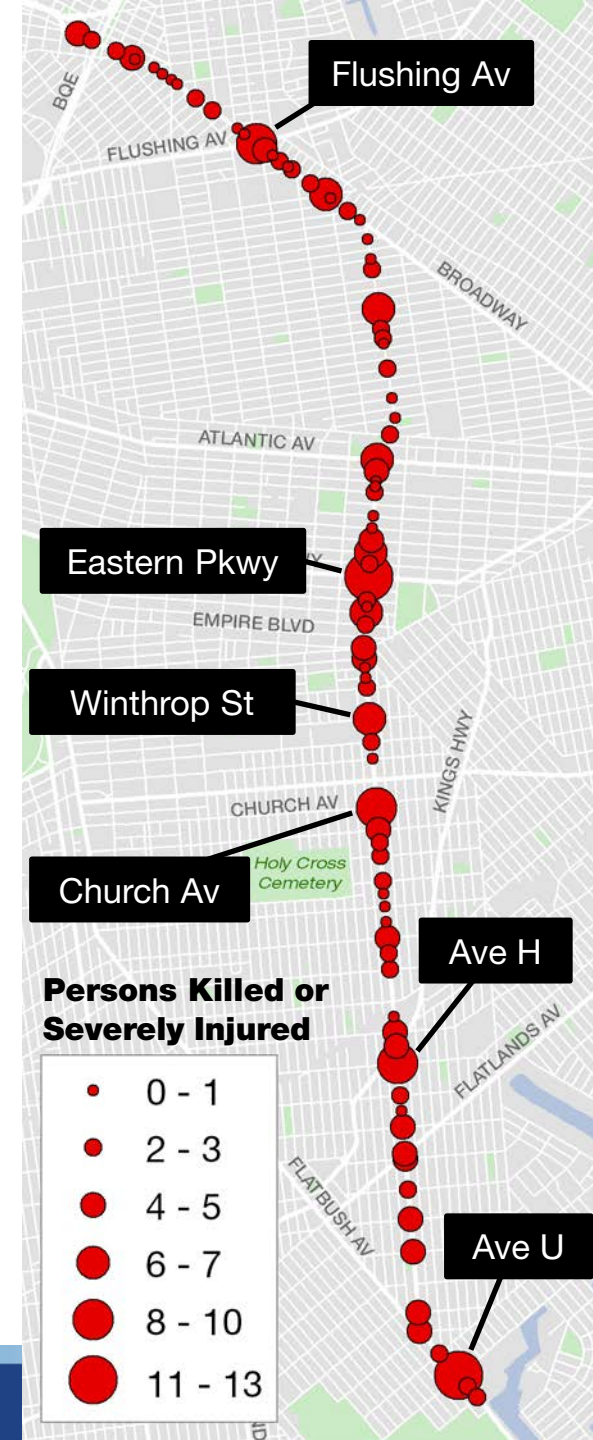 Flushing Av
BQE
FLUSHING AV
BROADWAY
ATLANTIC AV
Eastern Pkwy
EMPIRE BLVD
Winthrop St
KINGS HWY
CHURCH AV
Holy Cross
Cemetery
Church Av
Ave H
Persons Killed or
Severely Injured
FLATLANDS AV
0 - 1
2 - 3
4 - 5
6 - 7
8 - 10
11 - 13
FLATBUSH AV
Ave U